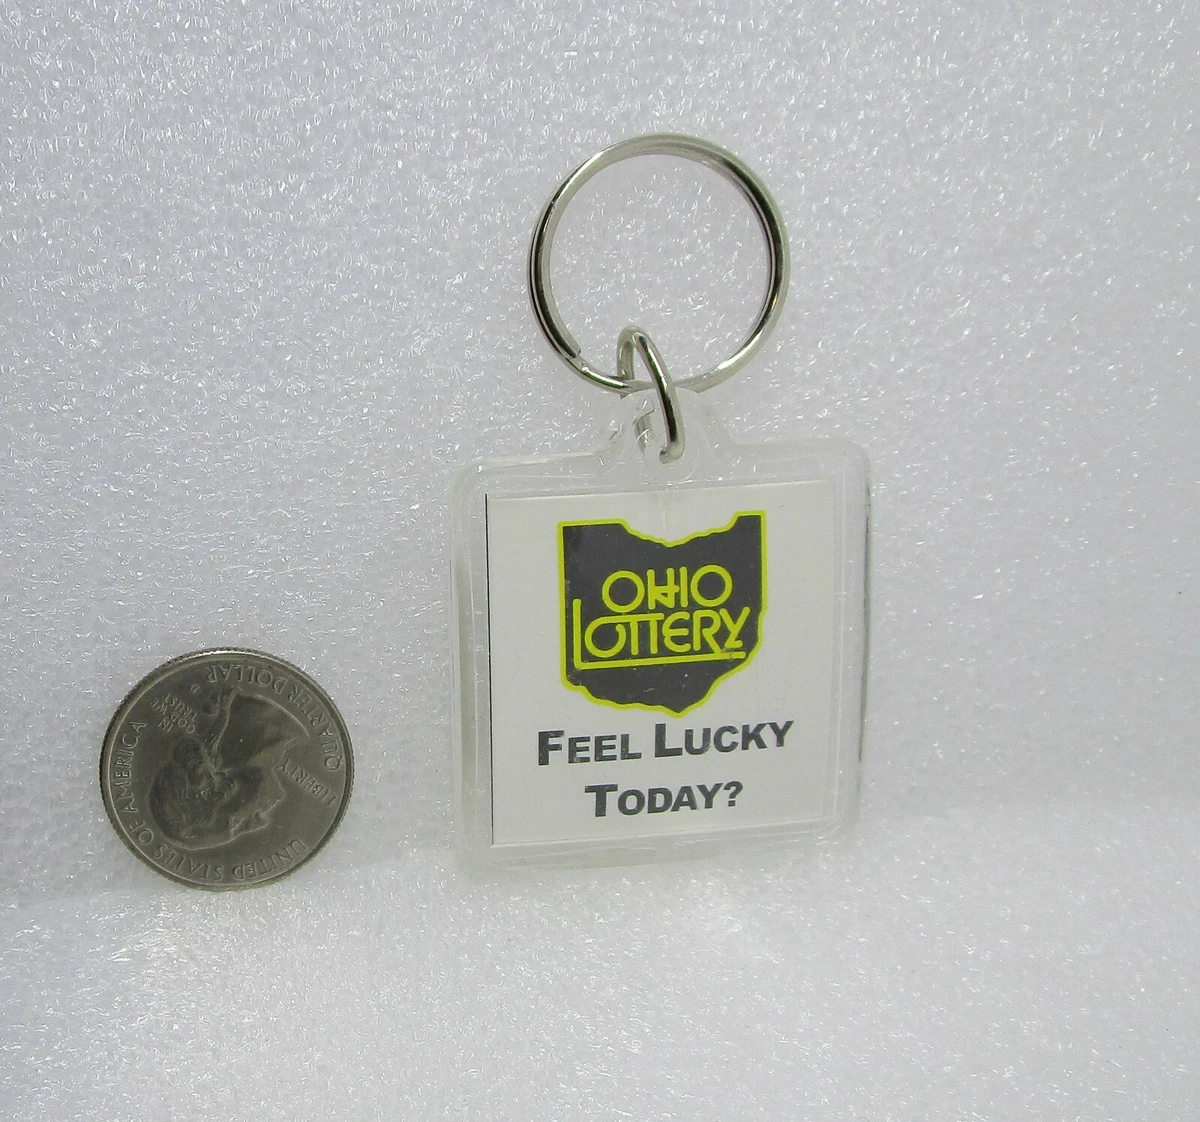 OHIO
LOTTERY
FEEL LUCKY
TODAY?
UNITED STATES OF AMERICA
LIBERTY
IN
GOD WE
TRUST
QUARTER DOLLAR